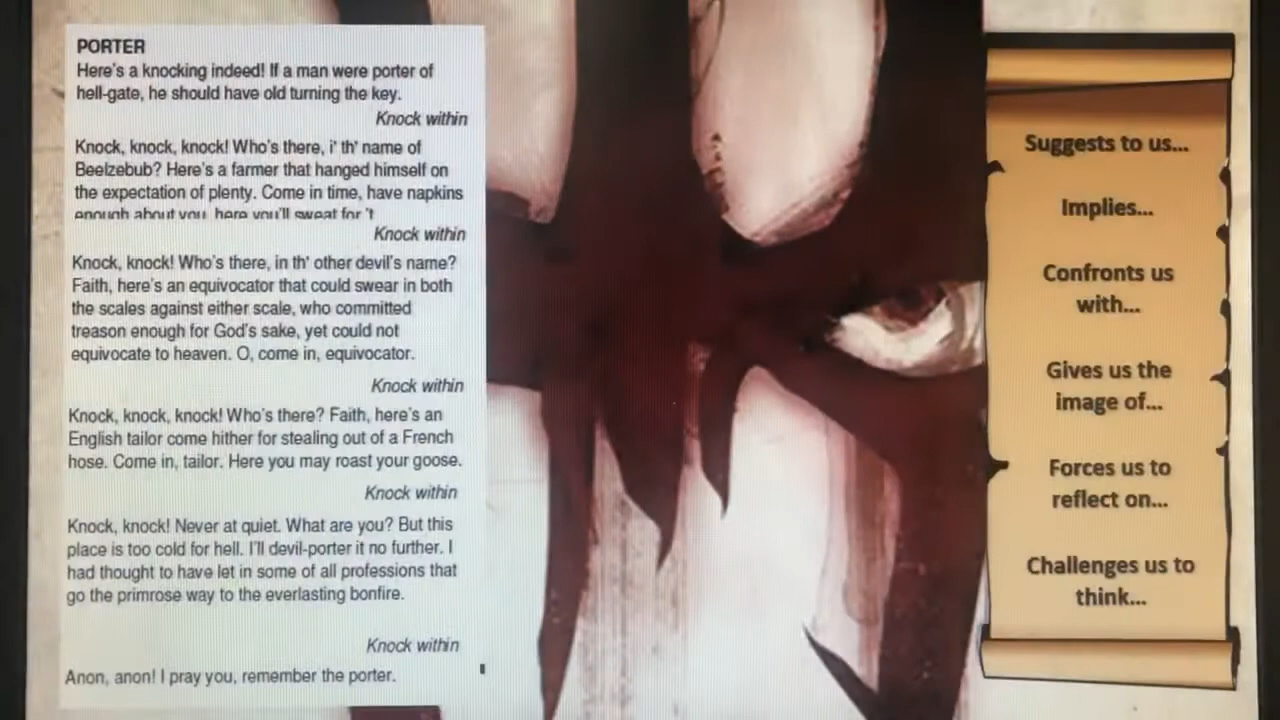 PORTER
Here's a knocking indeed! If a man were porter of
hell-gate, he should have old turning the key.
Knock within
Knock, knock, knock! Who's there, i' th' name of
Beelzebub? Here's a farmer that hanged himself on
the expectation of plenty. Come in time, have napkins
enough about you, here you'll sweat for 't
Knock within
Knock, knock! Who's there, in th' other devil's name?
Faith, here's an equivocator that could swear in both
the scales against either scale, who committed
treason enough for God's sake, yet could not
equivocate to heaven. O, come in, equivocator.
Knock within
Knock, knock, knock! Who's there? Faith, here's an
English tailor come hither for stealing out of a French
hose. Come in, tailor. Here you may roast your goose.
Knock within
Knock, knock! Never at quiet. What are you? But this
place is too cold for hell. I'll devil-porter it no further. I
had thought to have let in some of all professions that
go the primrose way to the everlasting bonfire.
Knock within
Anon, anon! I pray you, remember the porter.
Suggests to us...
Implies...
Confronts us
with...
Gives us the
image of...
Forces us to
reflect on...
Challenges us to
think...